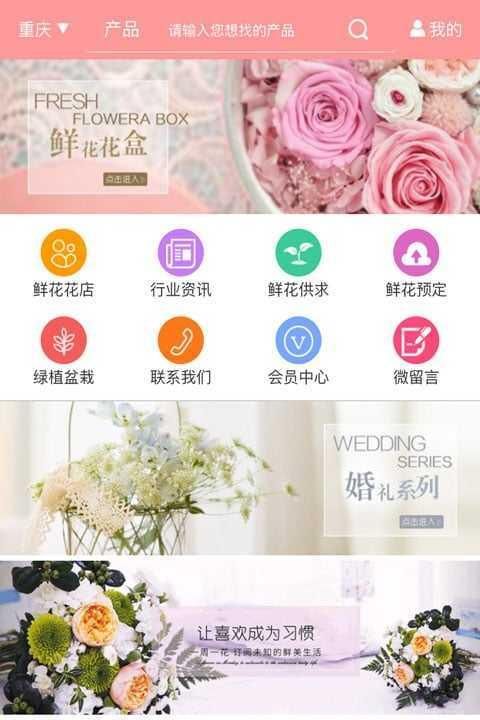 重庆▼ 产品 请输入您想找的产品 我的
FRESH
FLOWERA BOX
鲜花花盒
点击进入
鲜花花店 行业资讯 鲜花供求 鲜花预定
V
绿植盆栽 联系我们 会员中心 微留言
WEDDING
SERIES
婚礼系列
点击进入
让喜欢成为习惯
一周一花 订阅未知的鲜美生活